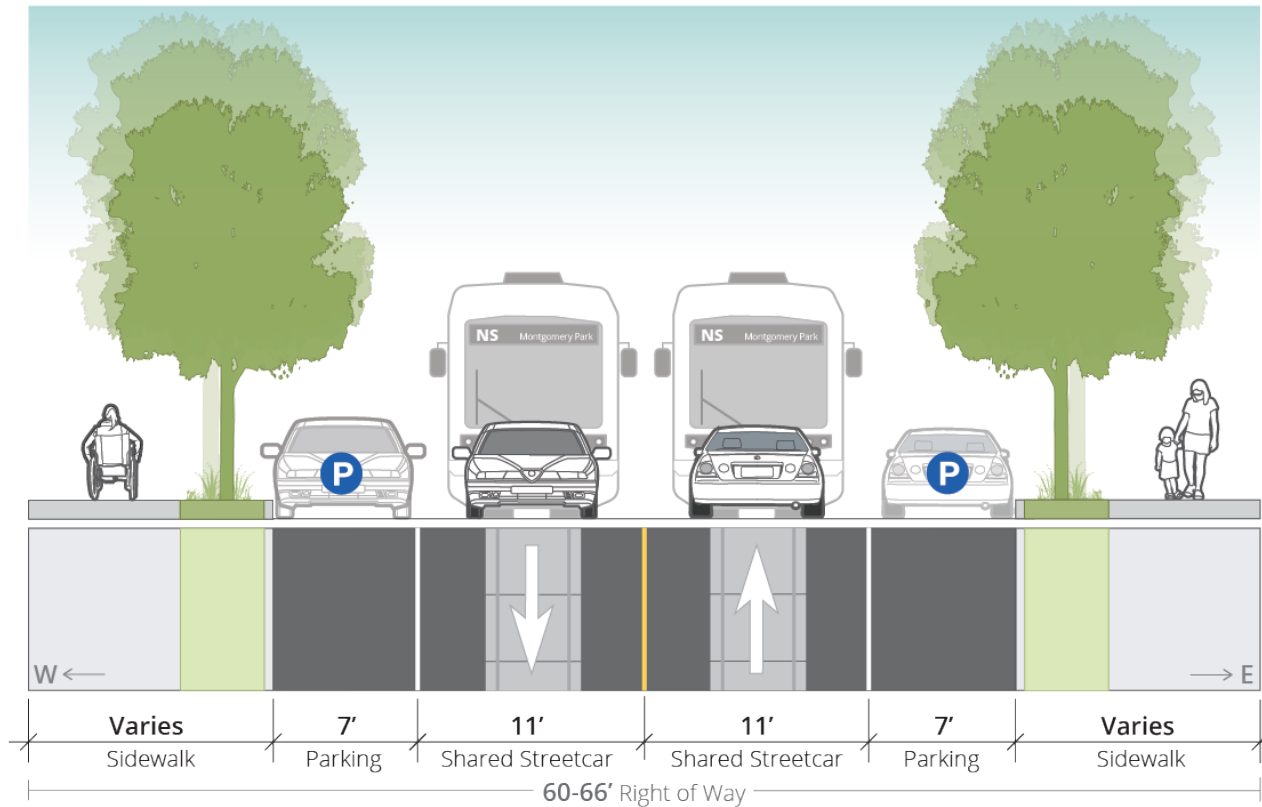 NS Montgomery Park NS Montgomery Park
P P
W E
Varies 7’ 11’ 11’ 7’ Varies
Sidewalk Parking Shared Streetcar Shared Streetcar Parking Sidewalk
60-66’ Right of Way